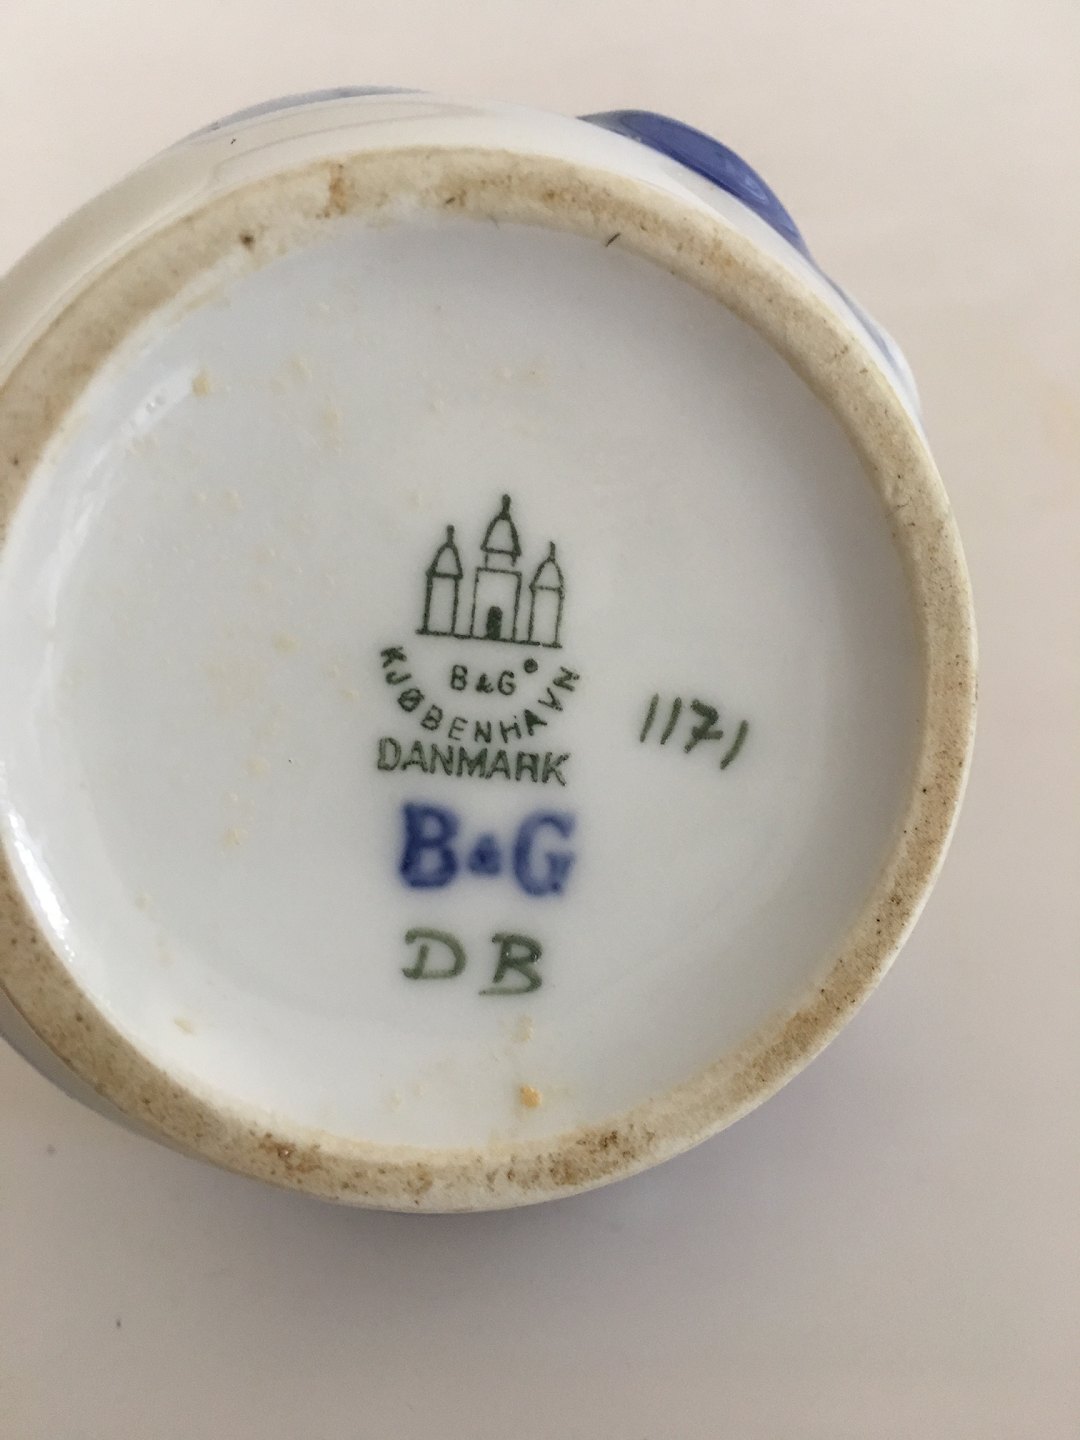 B&G®
KJØBENHAVN
DANMARK
1171
B&G
DB